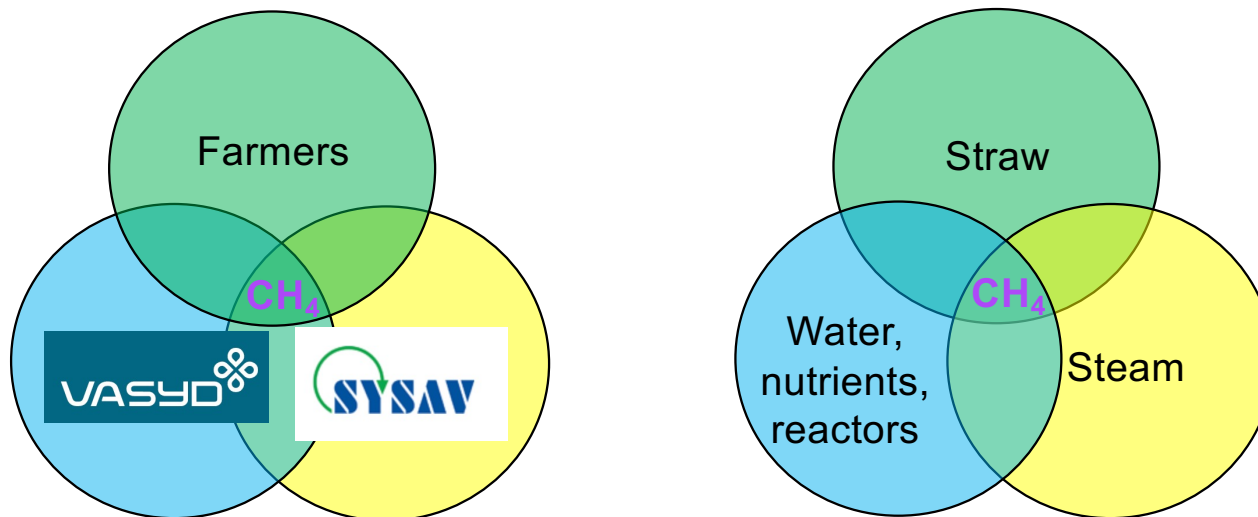 Farmers
CH₄
VASYD
SYSAV
Straw
CH₄
Water,
nutrients,
reactors
Steam